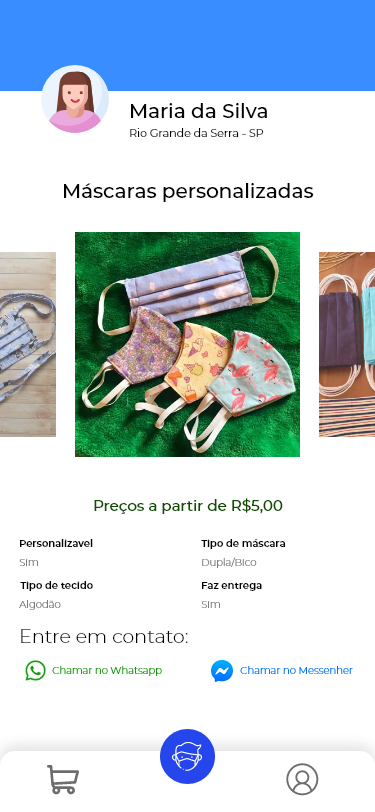 Maria da Silva
Rio Grande da Serra - SP
Máscaras personalizadas
Preços a partir de R$5,00
Personalizavel
Tipo de máscara
Sim
Dupla/Bico
Tipo de tecido
Faz entrega
Algodão
Sim
Entre em contato:
Chamar no Whatsapp
Chamar no Messenher